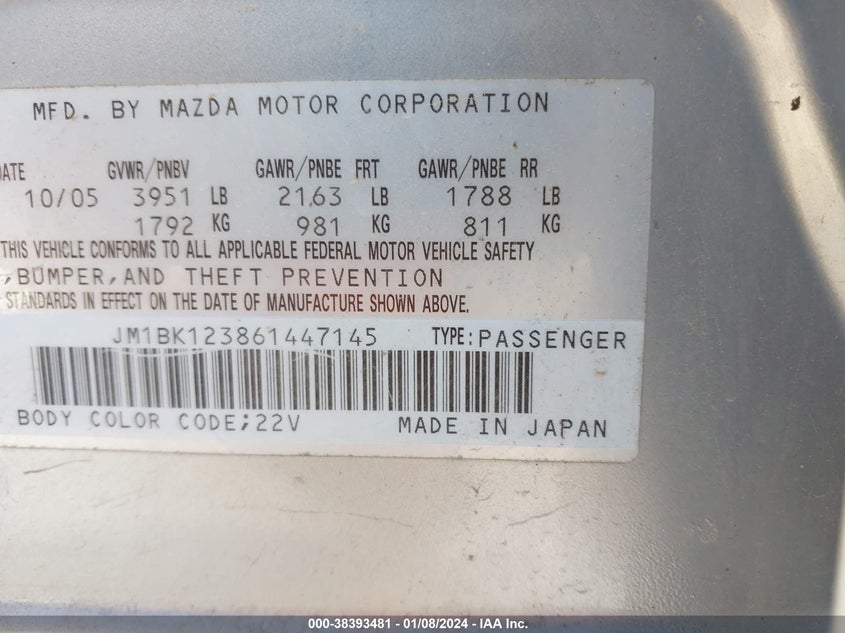 MFD. BY MAZDA MOTOR CORPORATION
DATE GVWR/PNBV GAWR/PNBE FRT GAWR/PNBE RR
10/05 3951 LB 2163 LB 1788 LB
1792 KG 981 KG 811 KG
THIS VEHICLE CONFORMS TO ALL APPLICABLE FEDERAL MOTOR VEHICLE SAFETY
,BUMPER,AND THEFT PREVENTION
STANDARDS IN EFFECT ON THE DATE OF MANUFACTURE SHOWN ABOVE.
JM1BK123861447145 TYPE:PASSENGER
BODY COLOR CODE;22V MADE IN JAPAN
000-38393481 - 01/08/2024 - IAA Inc.